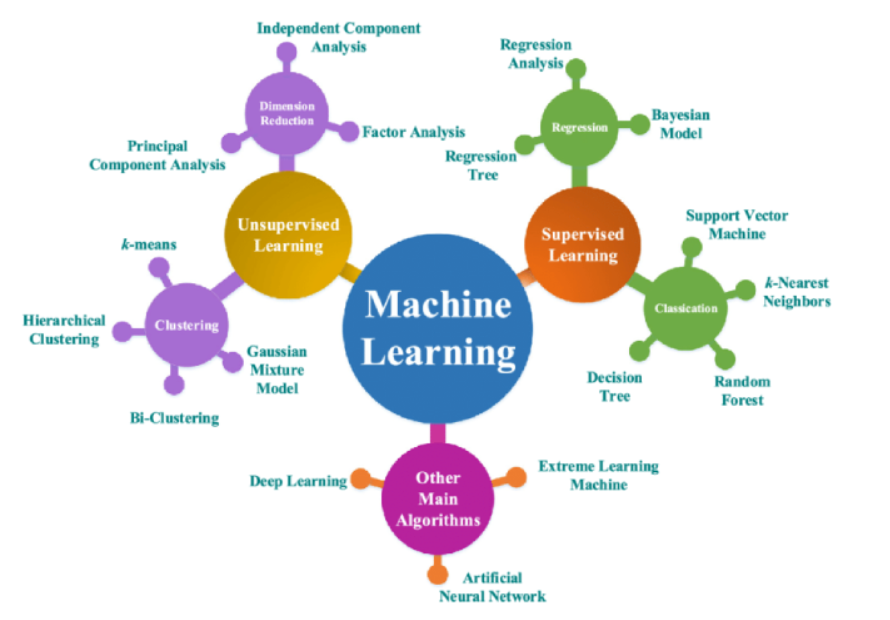 Independent Component
Analysis
Dimension
Reduction
Factor Analysis
Principal
Component Analysis
Unsupervised
Learning
k-means
Clustering
Hierarchical
Clustering
Gaussian
Mixture
Model
Bi-Clustering
Machine
Learning
Regression
Analysis
Regression
Bayesian
Model
Regression
Tree
Supervised
Learning
Support Vector
Machine
k-Nearest
Neighbors
Classication
Decision
Tree
Random
Forest
Other
Main
Algorithms
Deep Learning
Extreme Learning
Machine
Artificial
Neural Network